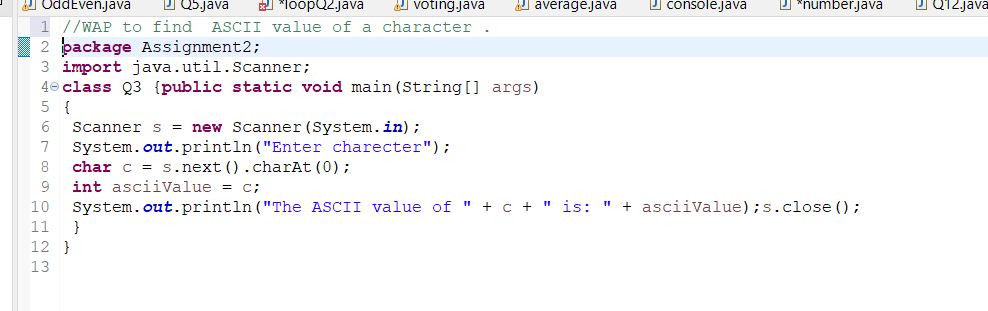 OddEven.java Q5.java *loopQ2.java voting.java average.java console.java *number.java Q12.java
1 //WAP to find  ASCII value of a character .
2 package Assignment2;
3 import java.util.Scanner;
4 class Q3 {public static void main(String[] args)
5 {
6  Scanner s = new Scanner(System.in);
7  System.out.println("Enter charecter");
8  char c = s.next().charAt(0);
9  int asciiValue = c;
10  System.out.println("The ASCII value of " + c + " is: " + asciiValue);s.close();
11  }
12 }
13